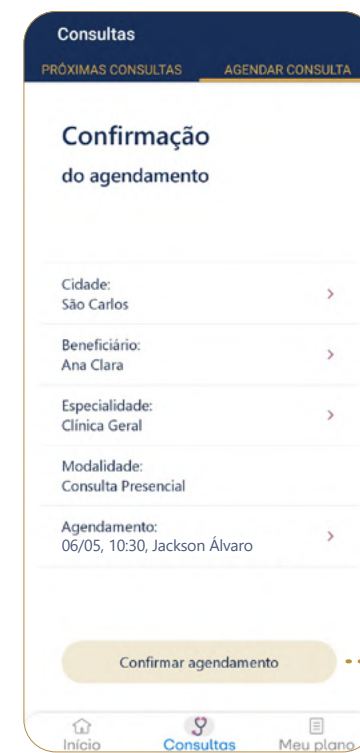 Consultas
PRÓXIMAS CONSULTAS AGENDAR CONSULTA
Confirmação
do agendamento
Cidade:
São Carlos
Beneficiário:
Ana Clara
Especialidade:
Clínica Geral
Modalidade:
Consulta Presencial
Agendamento:
06/05, 10:30, Jackson Álvaro
Confirmar agendamento
Início Consultas Meu plano